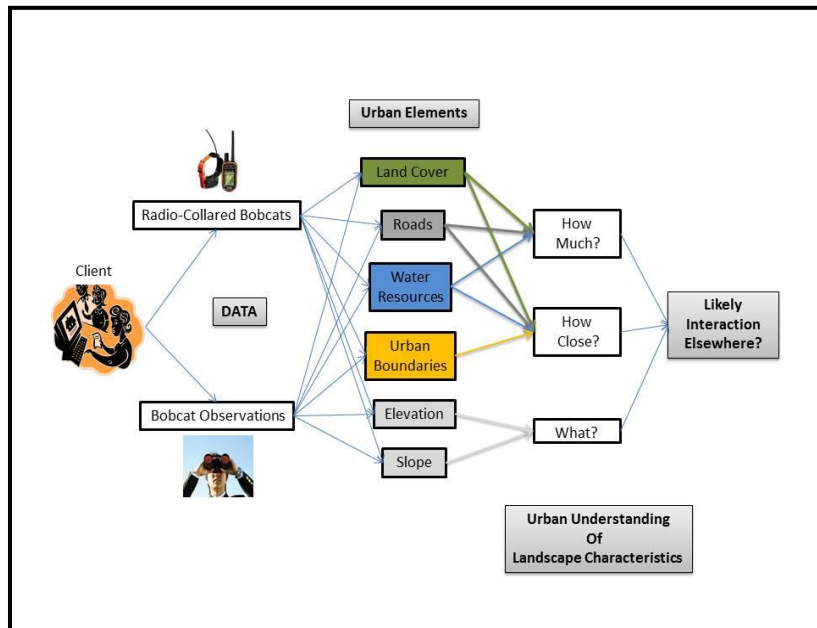 Urban Elements
Land Cover
Radio-Collared Bobcats
Roads
How
Much?
Client
Water
Resources
DATA
Likely
Interaction
Elsewhere?
How
Close?
Urban
Boundaries
Bobcat Observations
Elevation
What?
Slope
Urban Understanding
Of
Landscape Characteristics